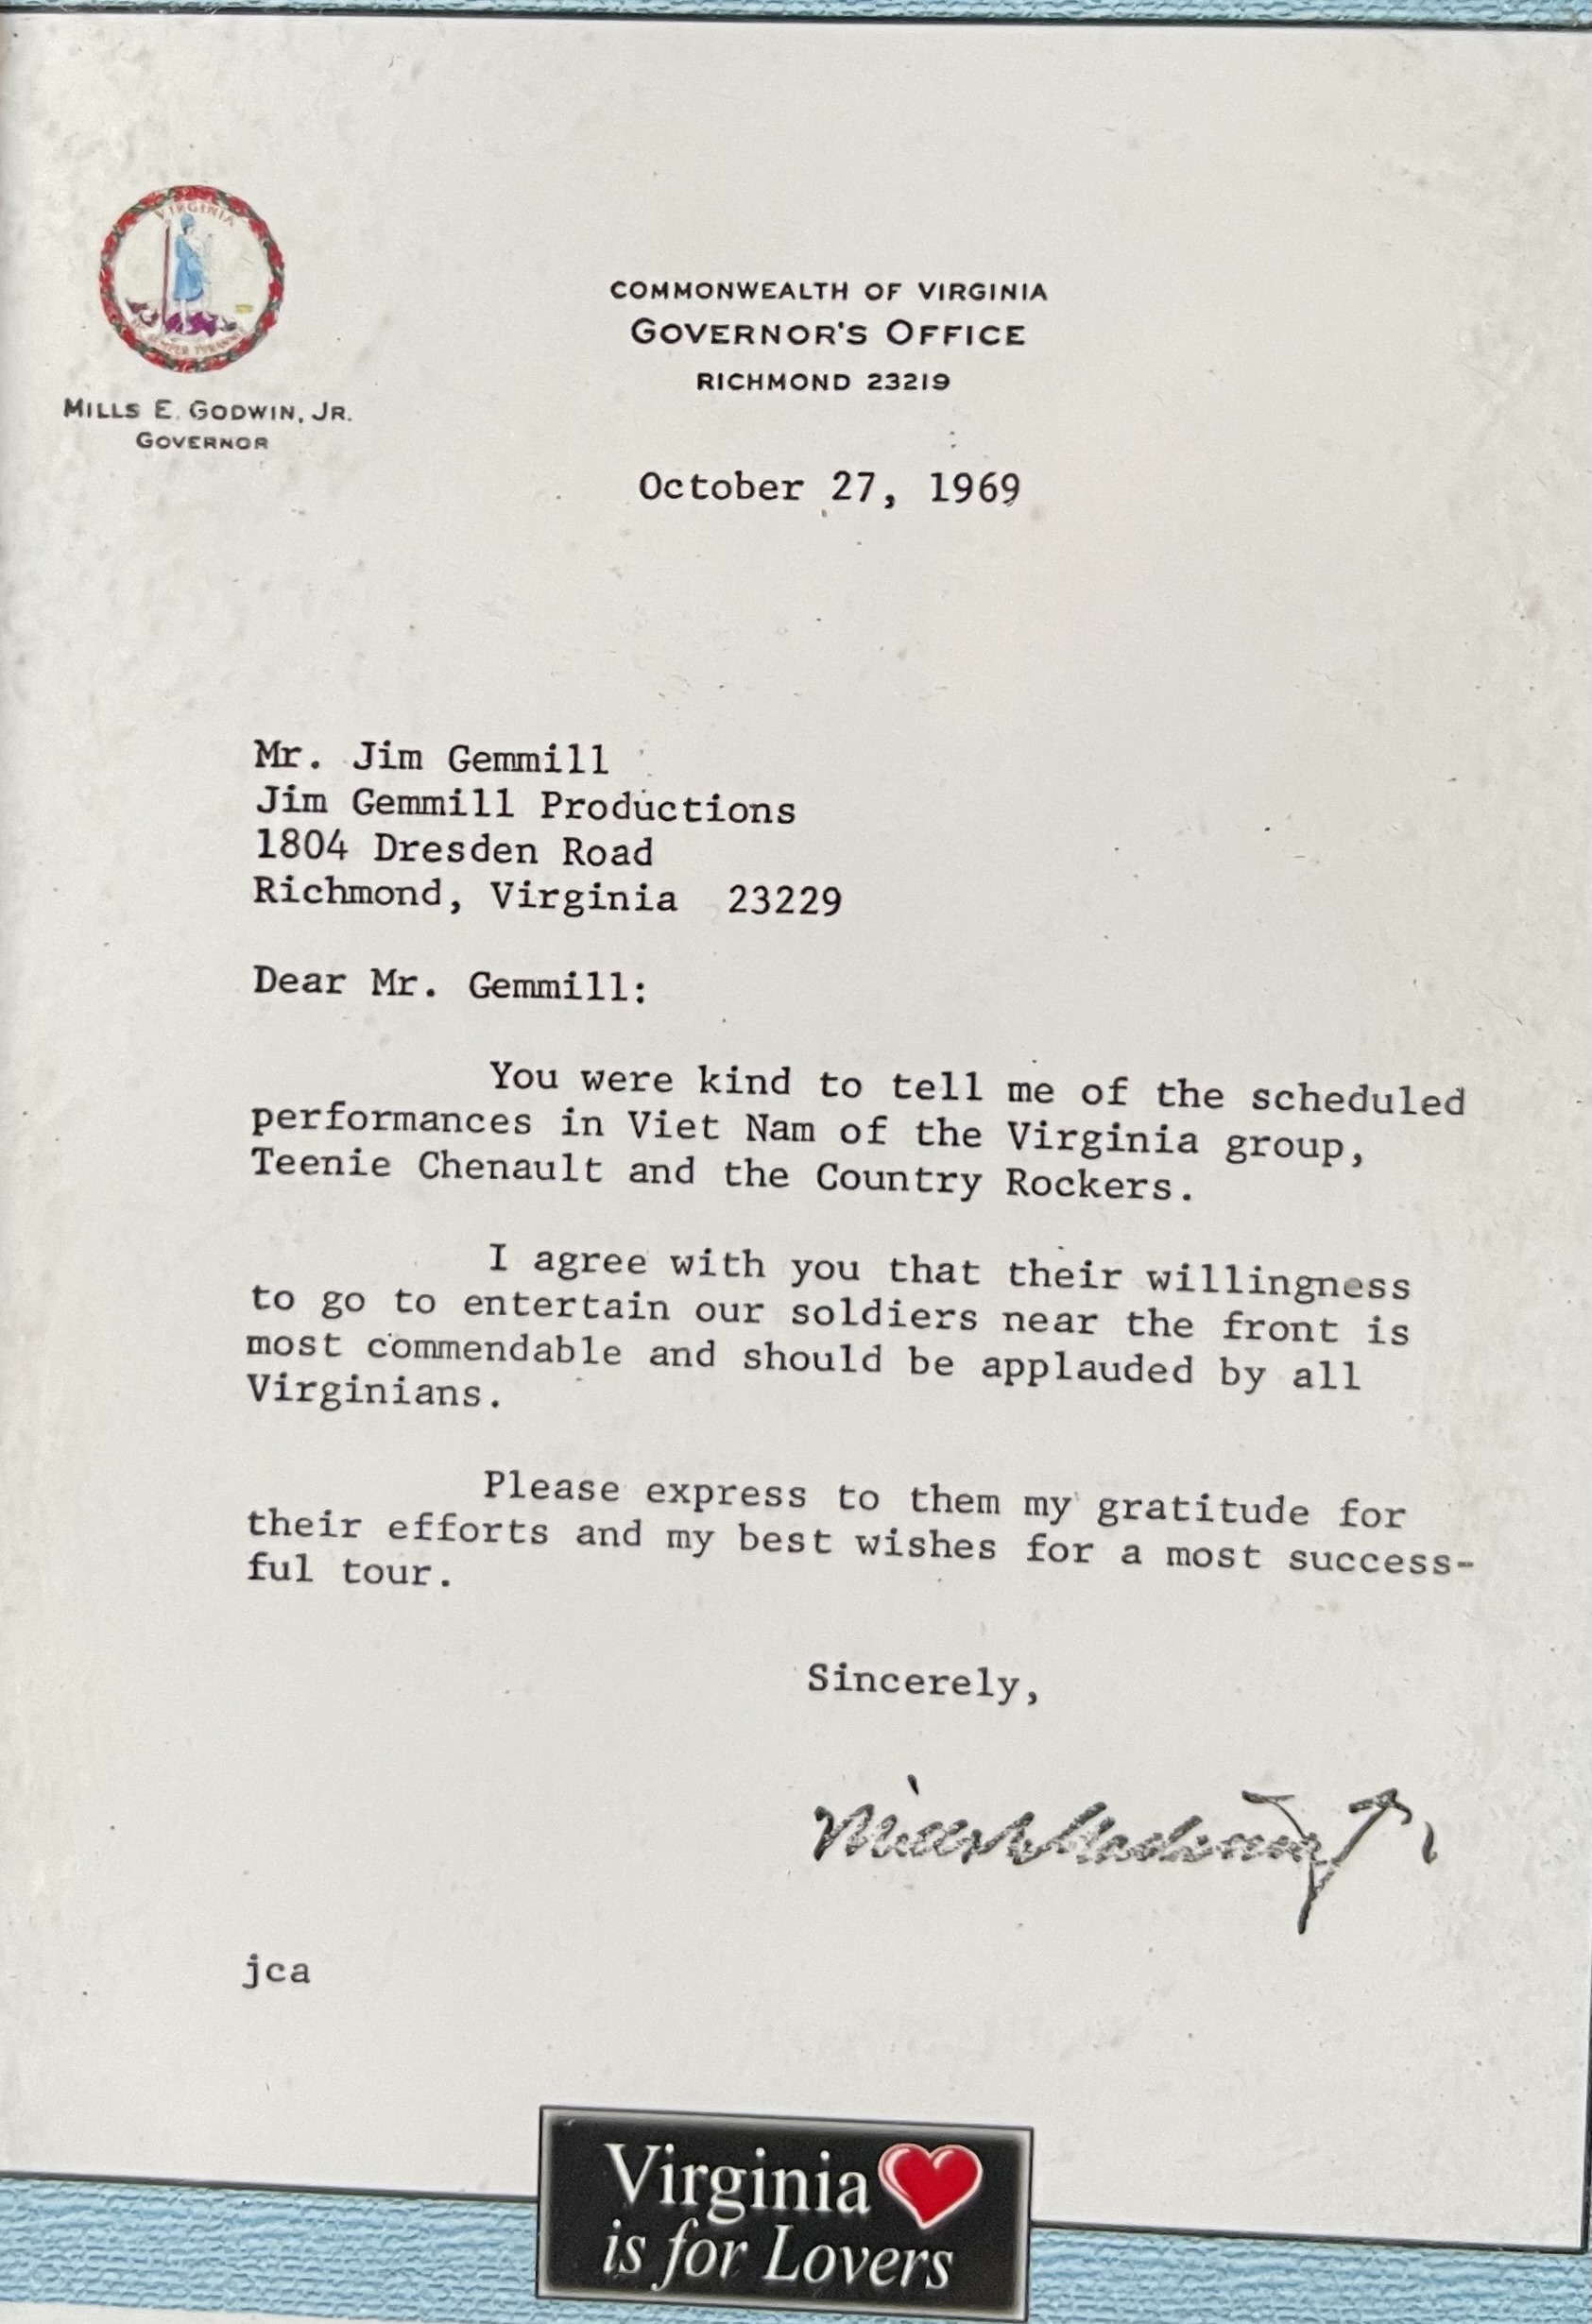 VIRGINIA
COMMONWEALTH OF VIRGINIA
GOVERNOR'S OFFICE
RICHMOND 23219
MILLS E. GODWIN, JR.
GOVERNOR
October 27, 1969
Mr. Jim Gemmill
Jim Gemmill Productions
1804 Dresden Road
Richmond, Virginia 23229
Dear Mr. Gemmill:
You were kind to tell me of the scheduled
performances in Viet Nam of the Virginia group,
Teenie Chenault and the Country Rockers.
I agree with you that their willingness
to go to entertain our soldiers near the front is
most commendable and should be applauded by all
Virginians.
Please express to them my gratitude for
their efforts and my best wishes for a most success-
ful tour.
Sincerely,
jca
Virginia
is for Lovers